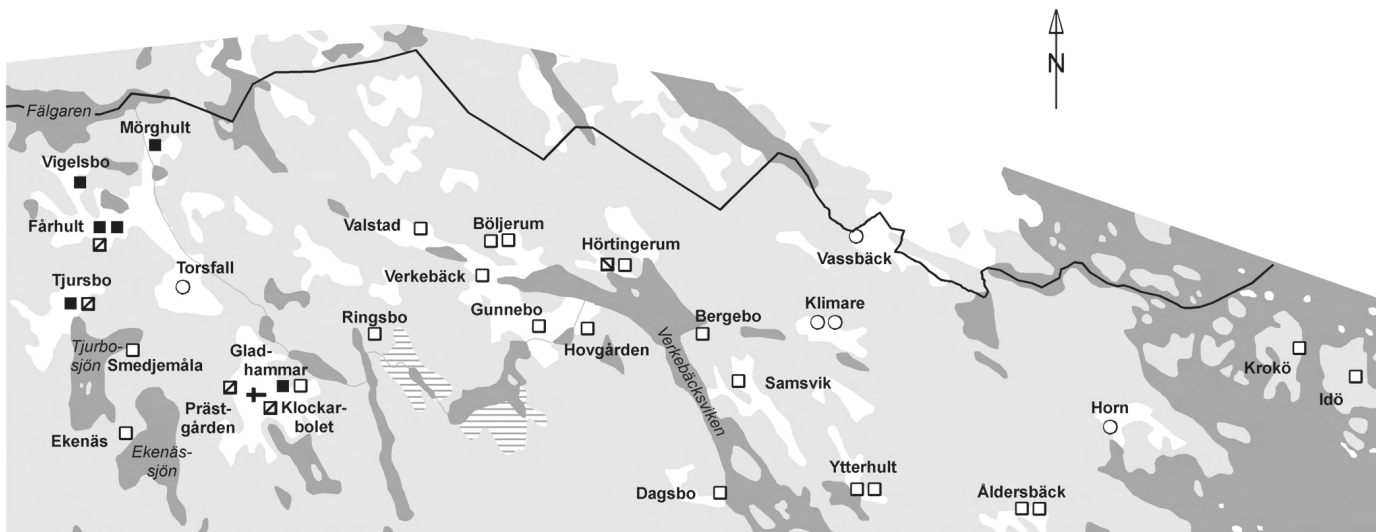 N
Fälgaren
Mörghult
Vigelsbo
Fårhult
Valstad
Böljerum
Hörtingerum
Vassbäck
Tjursbo
Torsfall
Verkebäck
Ringsbo
Gunnebo
Hovgården
Bergebo
Klimare
Verkebäcksviken
Tjurbo-
sjön
Smedjemåla
Glad-
hammar
Samsvik
Krokö
Idö
Präst-
gården
Klockar-
bolet
Horn
Ekenäs
Ekenäs-
sjön
Dagsbo
Ytterhult
Åldersbäck